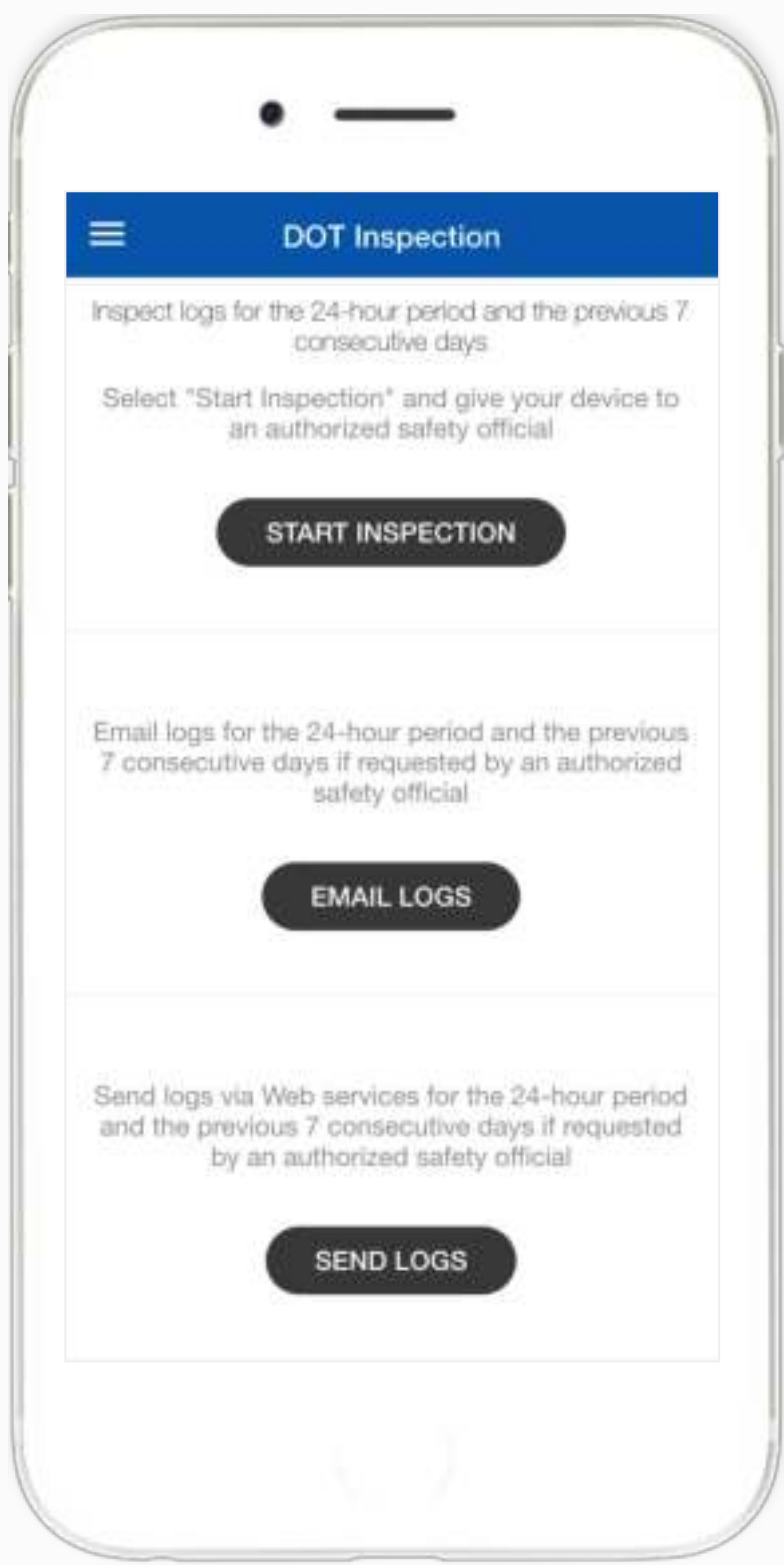 DOT Inspection
Inspect logs for the 24-hour period and the previous 7
consecutive days
Select "Start Inspection" and give your device to
an authorized safety official
START INSPECTION
Email logs for the 24-hour period and the previous
7 consecutive days if requested by an authorized
safety official
EMAIL LOGS
Send logs via Web services for the 24-hour period
and the previous 7 consecutive days if requested
by an authorized safety official
SEND LOGS